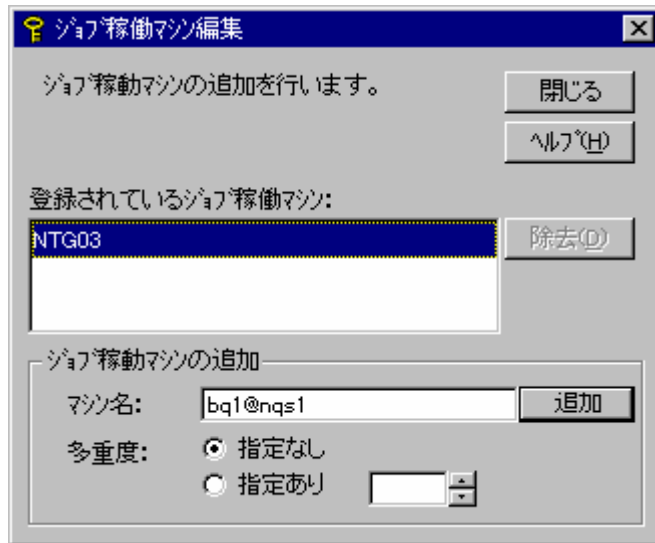 ｼﾞｮﾌﾞ稼働マシン編集
ｼﾞｮﾌﾞ稼動ﾏｼﾝの追加を行います。
閉じる
ﾍﾙﾌﾟ(H)
登録されているｼﾞｮﾌﾞ稼働ﾏｼﾝ:
NTG03
除去(D)
ｼﾞｮﾌﾞ稼動ﾏｼﾝの追加
ﾏｼﾝ名:
bq1@nqs1
追加
多重度:
指定なし
指定あり